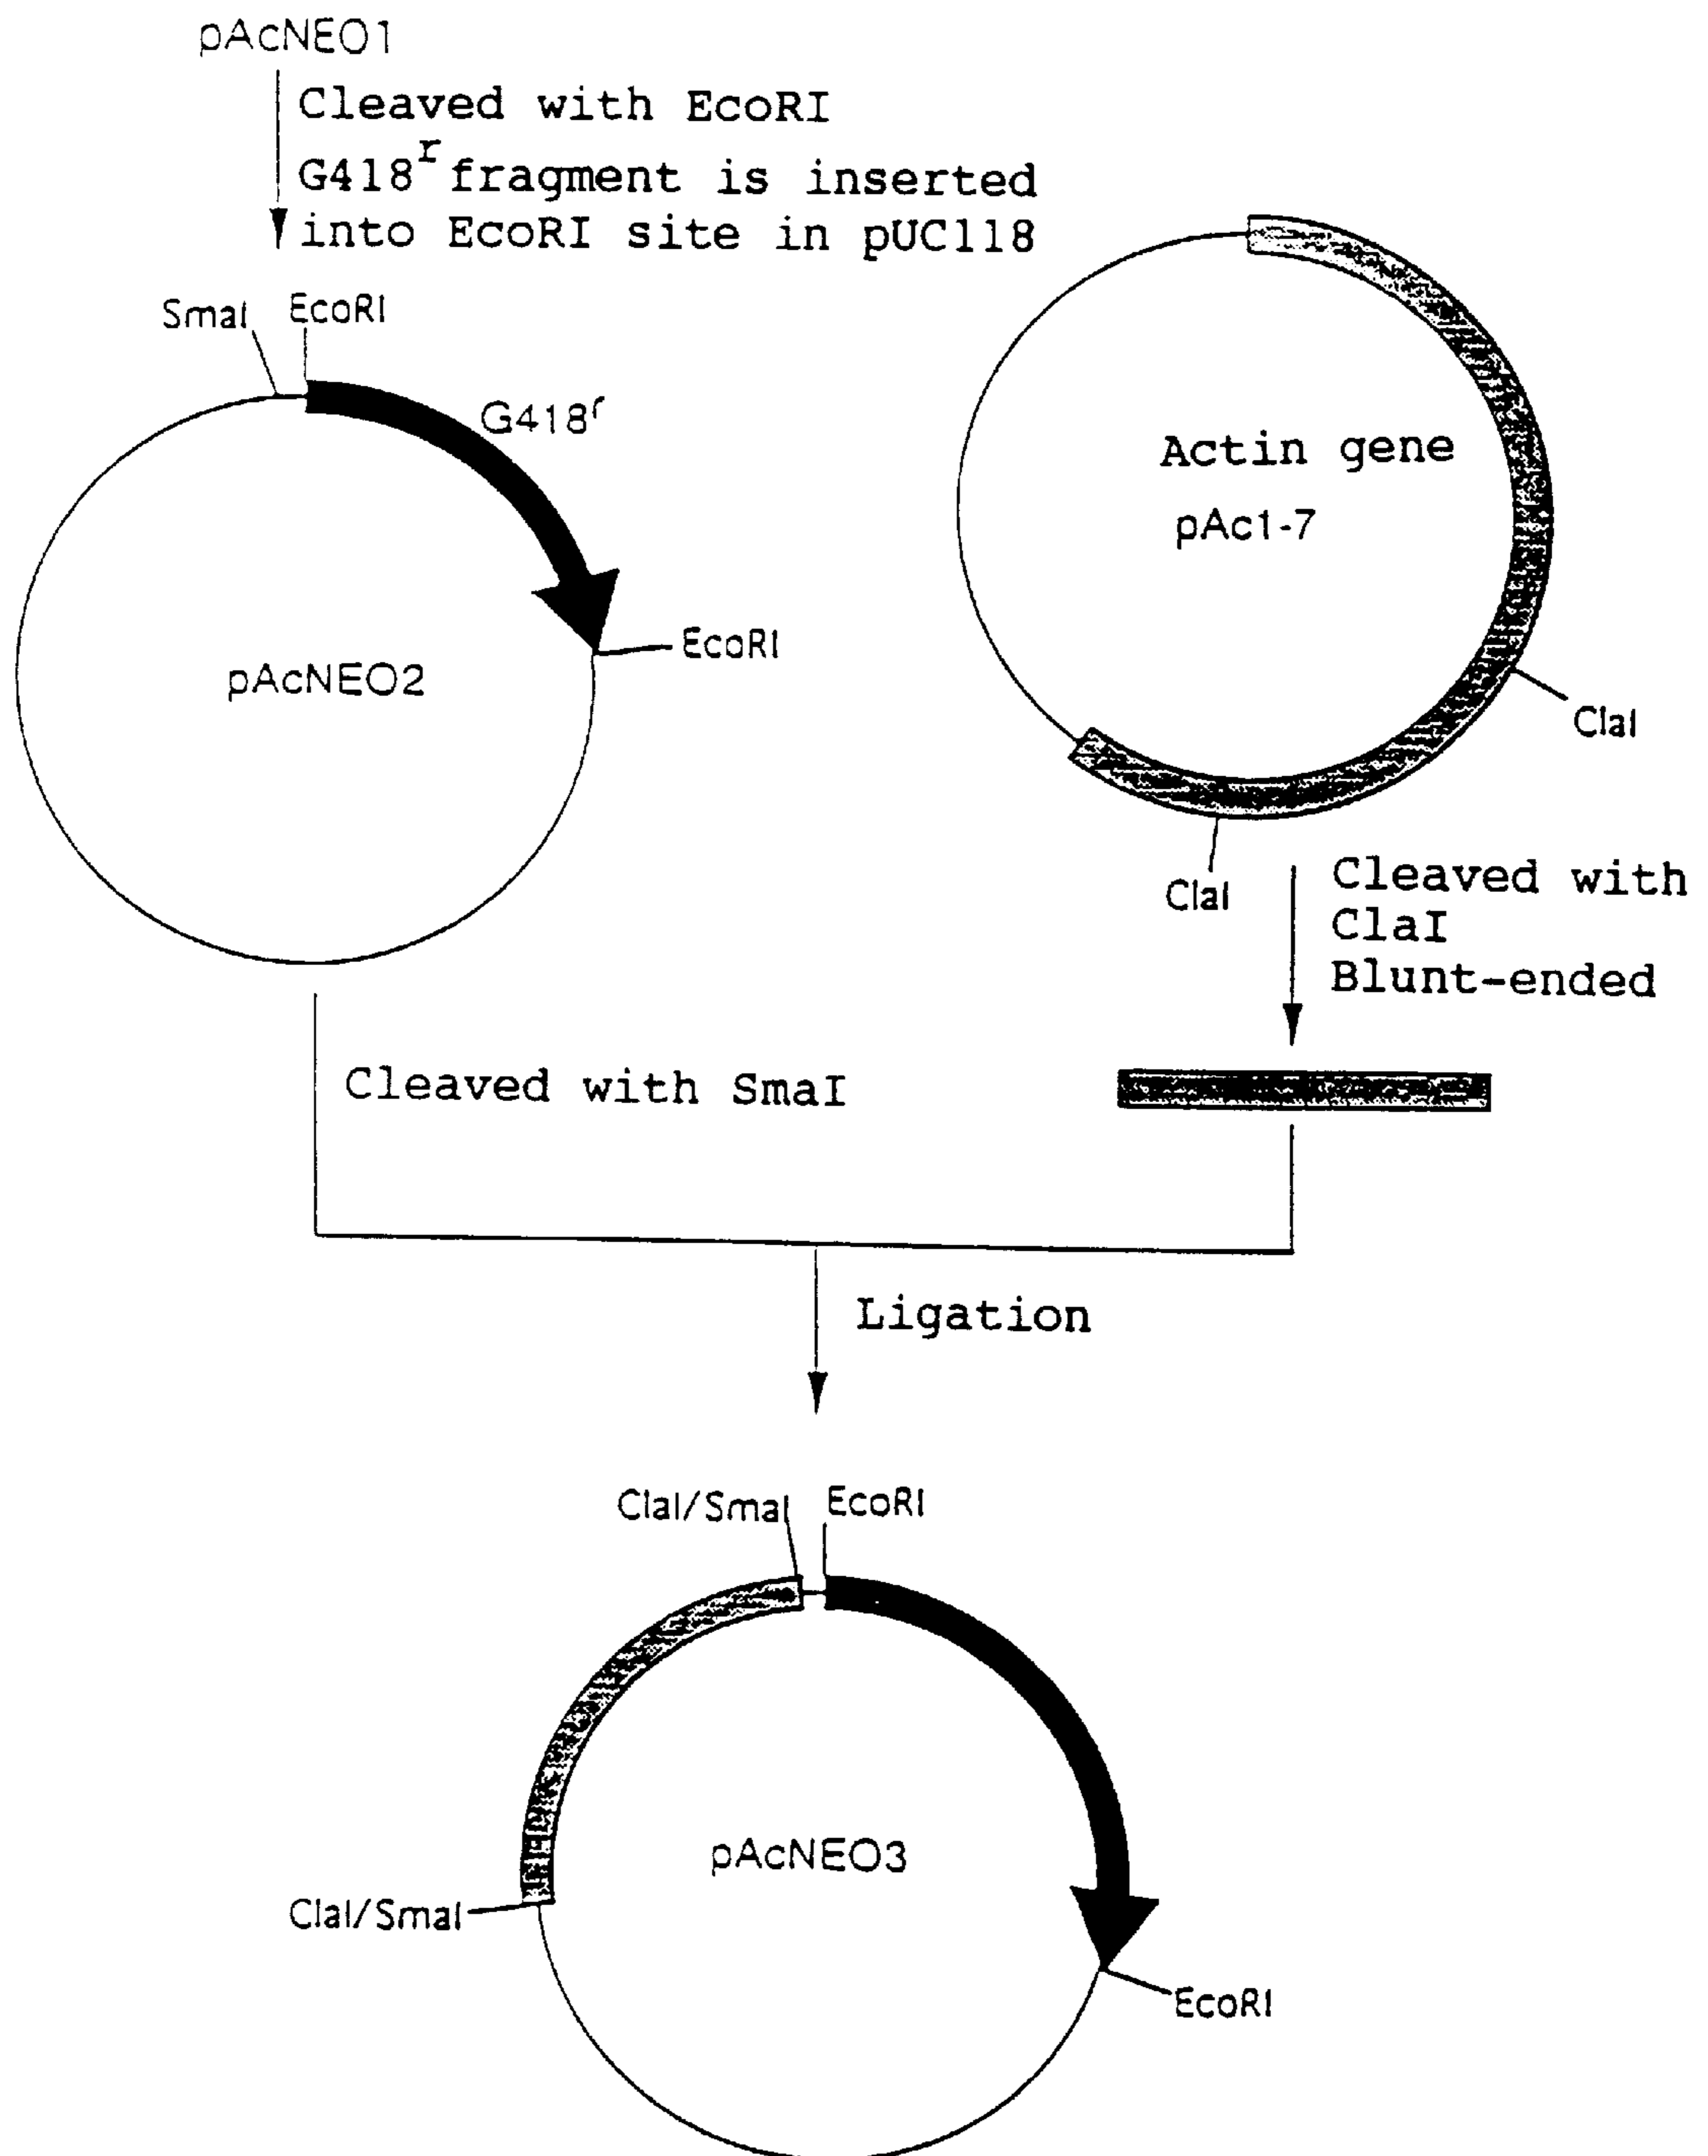 pAcNEO1
Cleaved with EcoRI
G418r fragment is inserted
into EcoRI site in pUC118
SmaI
EcoRI
G418r
EcoRI
pAcNEO2
Actin gene
pAc1-7
ClaI
ClaI
Cleaved with
ClaI
Blunt-ended
Cleaved with SmaI
Ligation
ClaI/SmaI
EcoRI
pAcNEO3
ClaI/SmaI
EcoRI